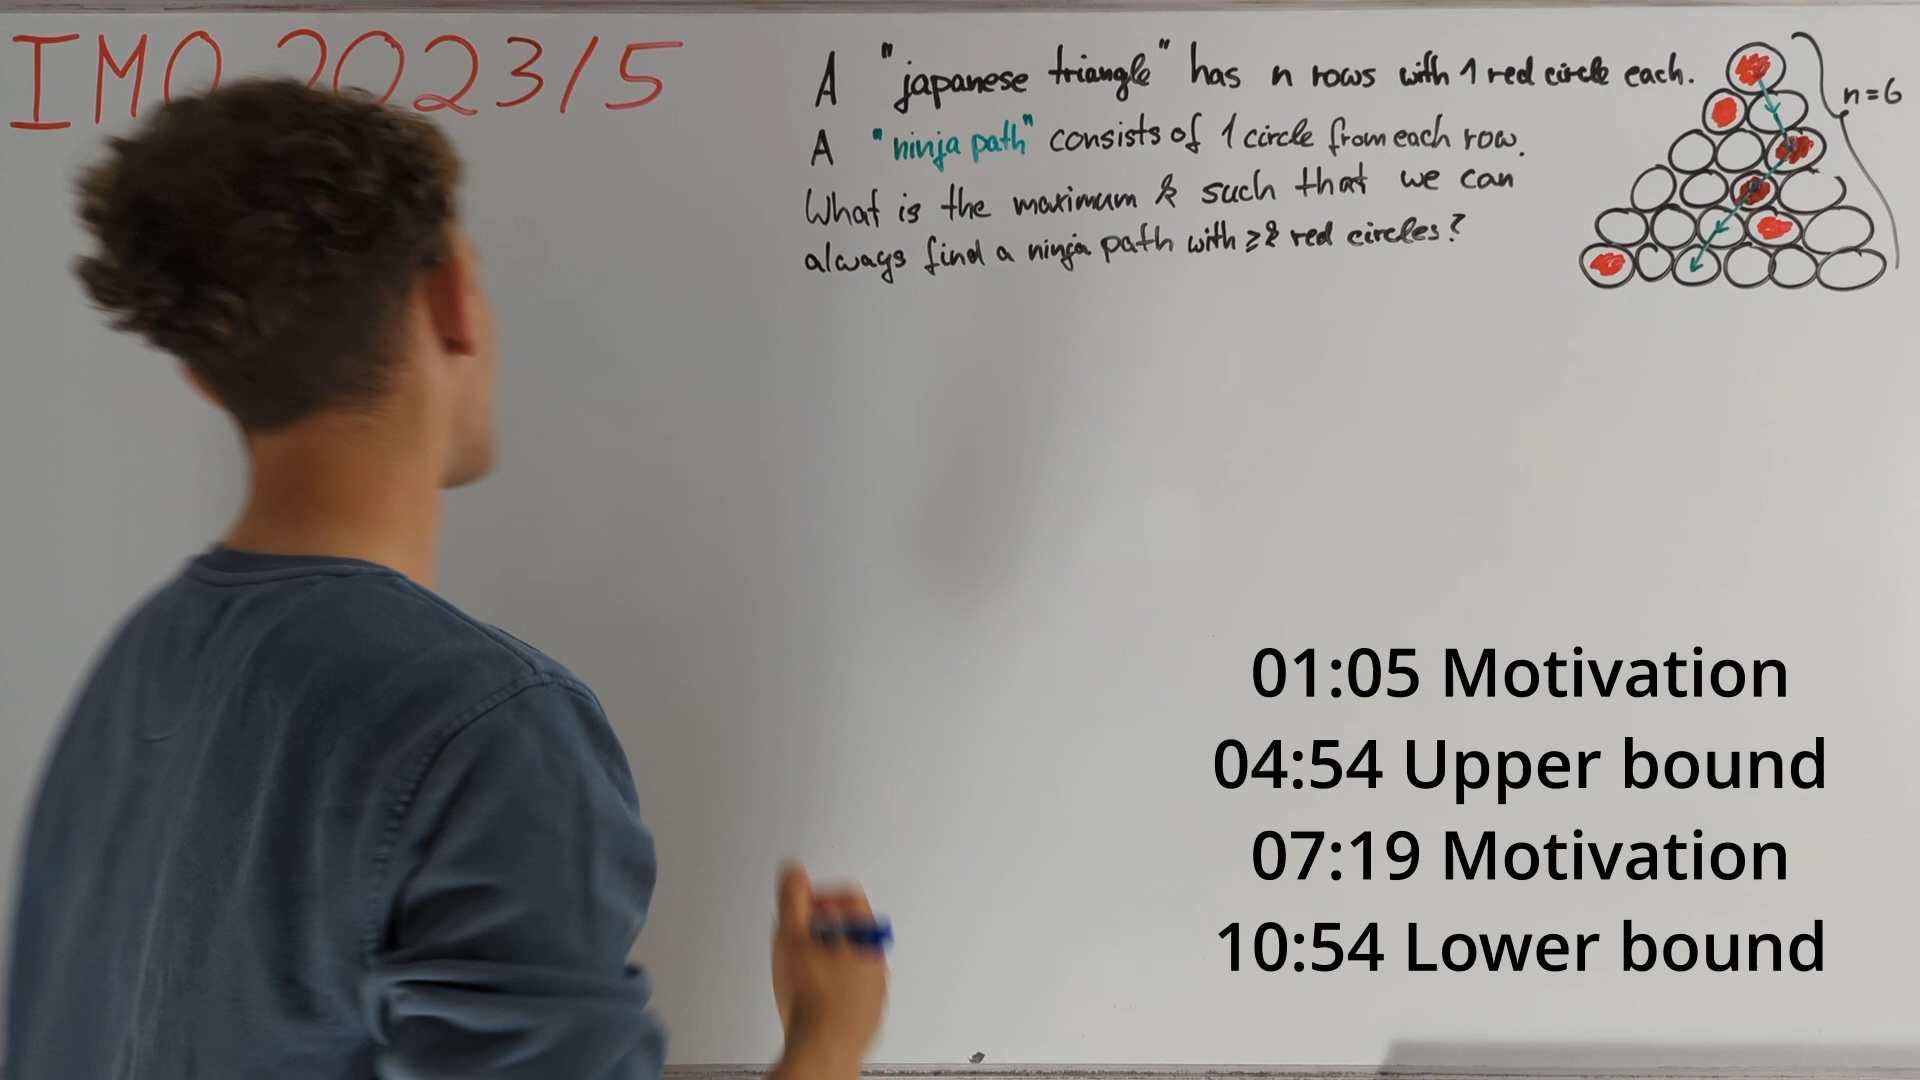 IMO 2023/5
A "japanese triangle" has n rows with 1 red circle each.
A "ninja path" consists of 1 circle from each row.
What is the maximum k such that we can
always find a ninja path with ≥k red circles?
n=6
01:05 Motivation
04:54 Upper bound
07:19 Motivation
10:54 Lower bound